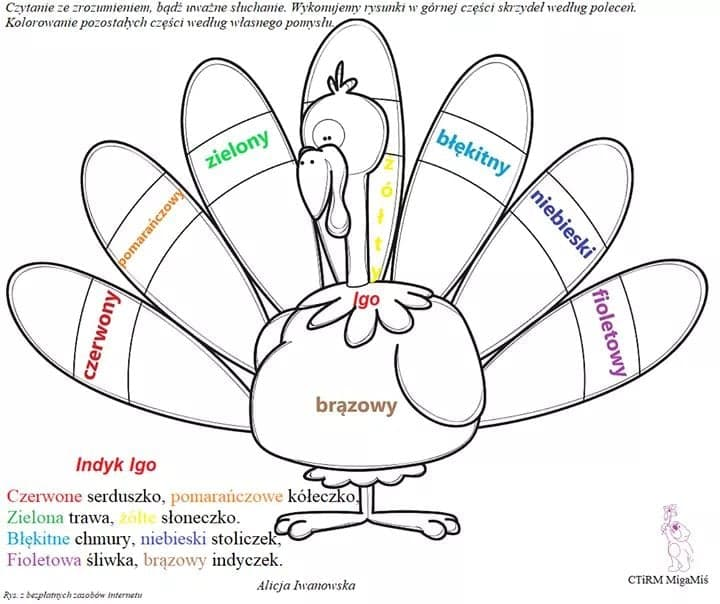 Czytanie ze zrozumieniem, bądź uważne słuchanie. Wykonujemy rysunki w górnej części skrzydeł według poleceń.
Kolorowanie pozostałych części według własnego pomysłu.
zielony
żółty
błękitny
pomarańczowy
niebieski
Igo
czerwony
fioletowy
brązowy
Indyk Igo
Czerwone serduszko, pomarańczowe kółeczko,
Zielona trawa, żółte słoneczko.
Błękitne chmury, niebieski stoliczek,
Fioletowa śliwka, brązowy indyczek.
Alicja Iwanowska
CTiRM MigaMiś
Rys. z bezpłatnych zasobów internetu